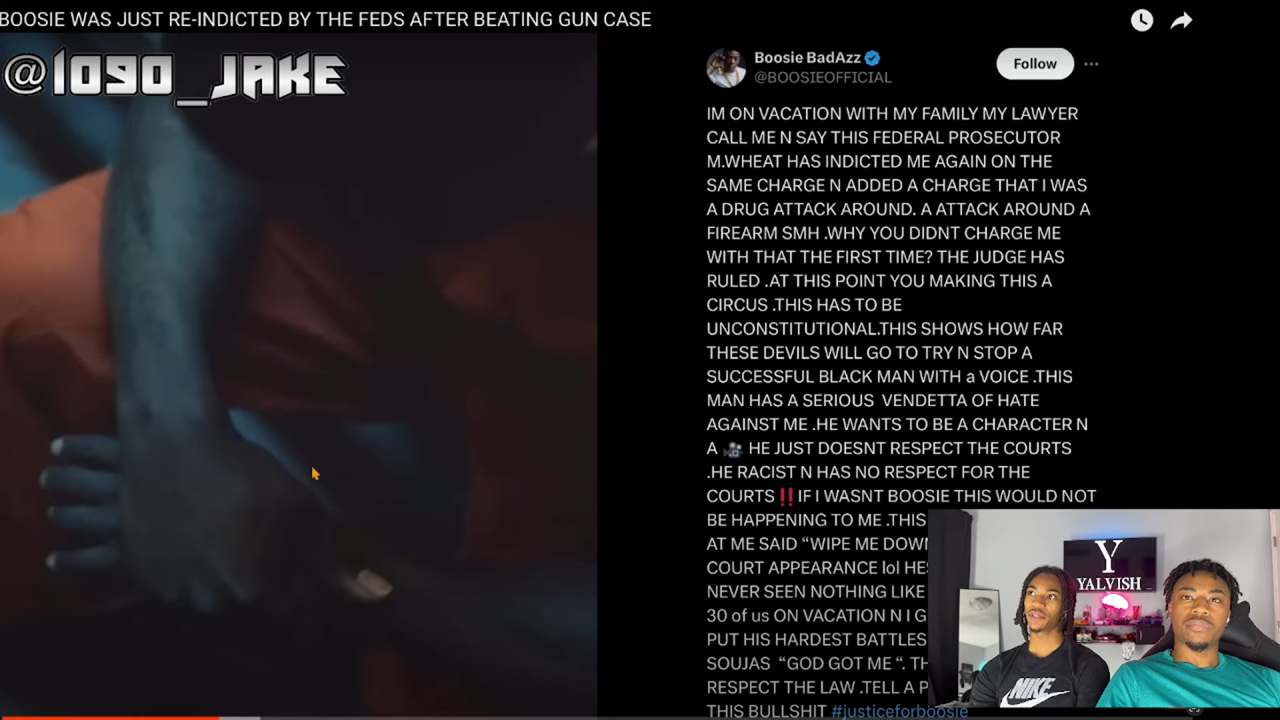 BOOSIE WAS JUST RE-INDICTED BY THE FEDS AFTER BEATING GUN CASE
@1090_JAKE
Boosie BadAzz
Follow
@BOOSIEOFFICIAL
IM ON VACATION WITH MY FAMILY MY LAWYER
CALL ME N SAY THIS FEDERAL PROSECUTOR
M.WHEAT HAS INDICTED ME AGAIN ON THE
SAME CHARGE N ADDED A CHARGE THAT I WAS
A DRUG ATTACK AROUND. A ATTACK AROUND A
FIREARM SMH .WHY YOU DIDNT CHARGE ME
WITH THAT THE FIRST TIME? THE JUDGE HAS
RULED .AT THIS POINT YOU MAKING THIS A
CIRCUS .THIS HAS TO BE
UNCONSTITUTIONAL.THIS SHOWS HOW FAR
THESE DEVILS WILL GO TO TRY N STOP A
SUCCESSFUL BLACK MAN WITH a VOICE .THIS
MAN HAS A SERIOUS VENDETTA OF HATE
AGAINST ME .HE WANTS TO BE A CHARACTER N
A 🎥 HE JUST DOESNT RESPECT THE COURTS
.HE RACIST N HAS NO RESPECT FOR THE
COURTS‼️IF I WASNT BOOSIE THIS WOULD NOT
BE HAPPENING TO ME .THIS
AT ME SAID “WIPE ME DOWN
COURT APPEARANCE lol HES
NEVER SEEN NOTHING LIKE
30 of us ON VACATION N I G
PUT HIS HARDEST BATTLES
SOUJAS “GOD GOT ME “. TH
RESPECT THE LAW .TELL A P
THIS BULLSHIT #justiceforboosie
Y
YALVISH
NIKE